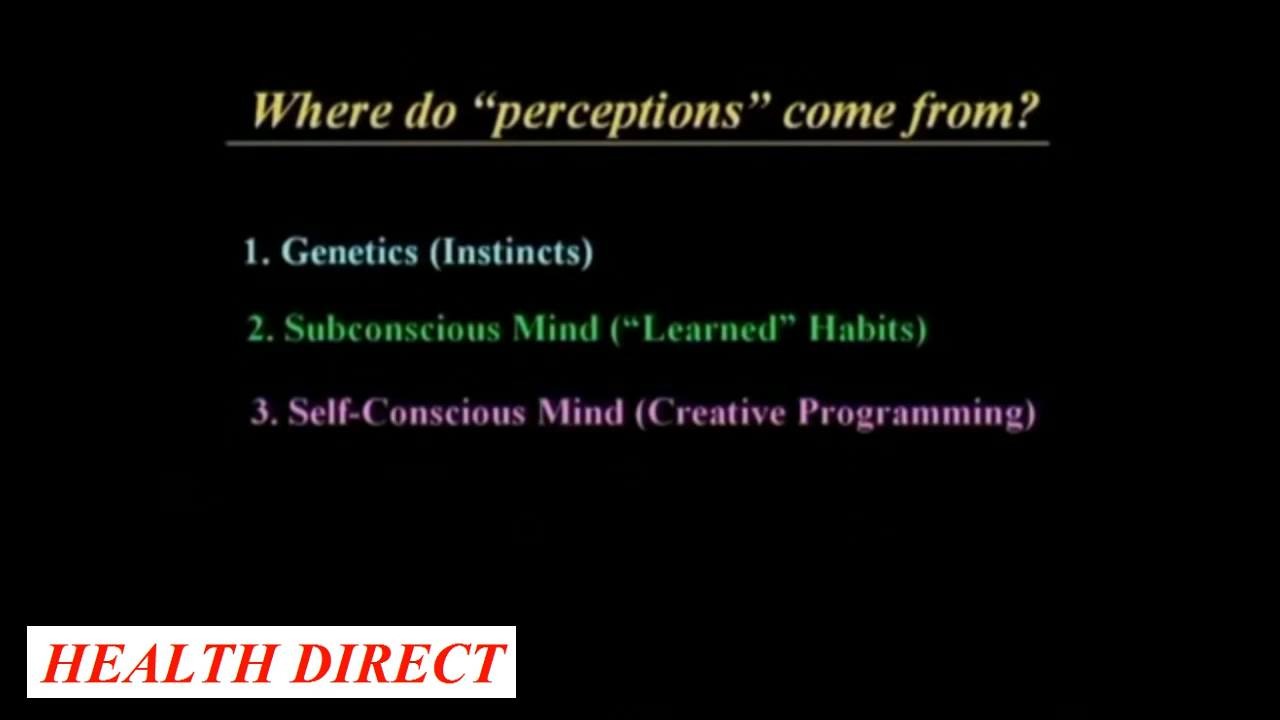 Where do “perceptions” come from?
1. Genetics (Instincts)
2. Subconscious Mind (“Learned” Habits)
3. Self-Conscious Mind (Creative Programming)
HEALTH DIRECT